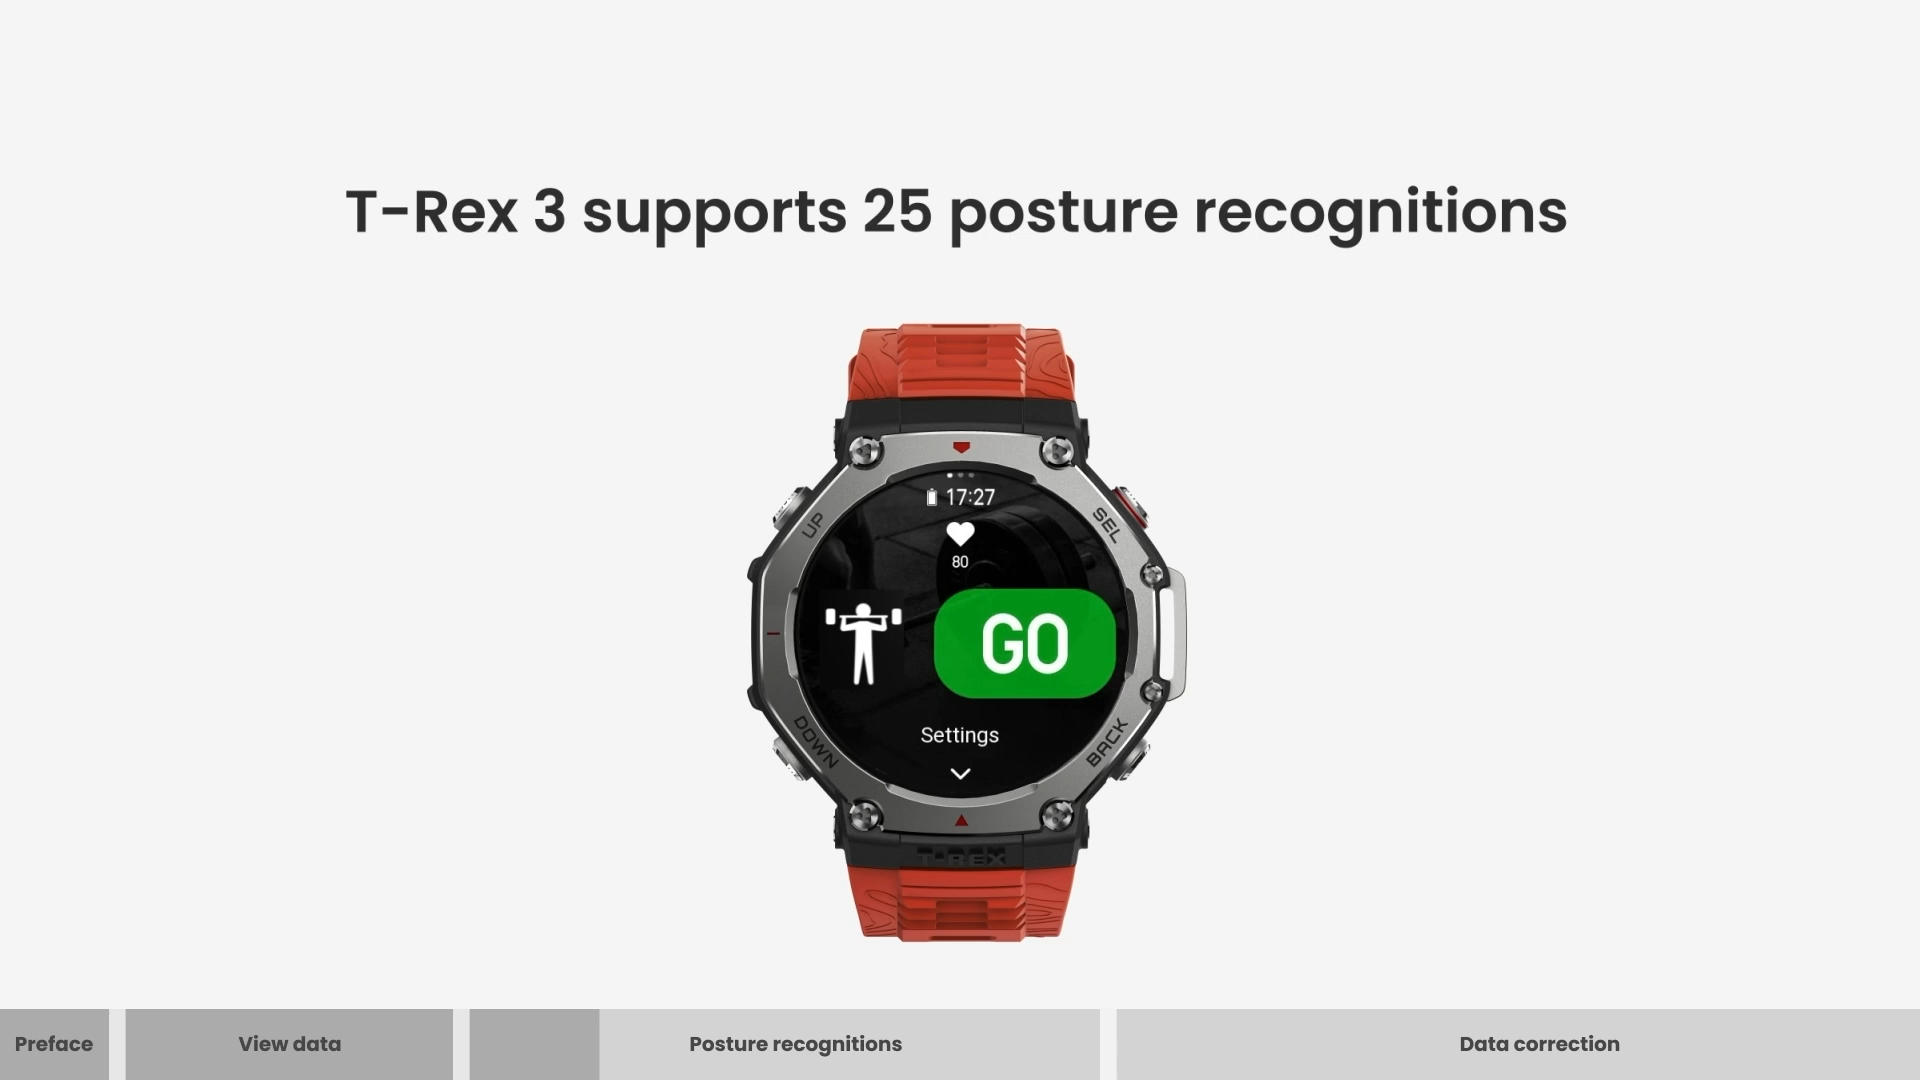 T-Rex 3 supports 25 posture recognitions
17:27
80
UP
SEL
GO
Settings
DOWN
BACK
T-REX
Preface
View data
Posture recognitions
Data correction